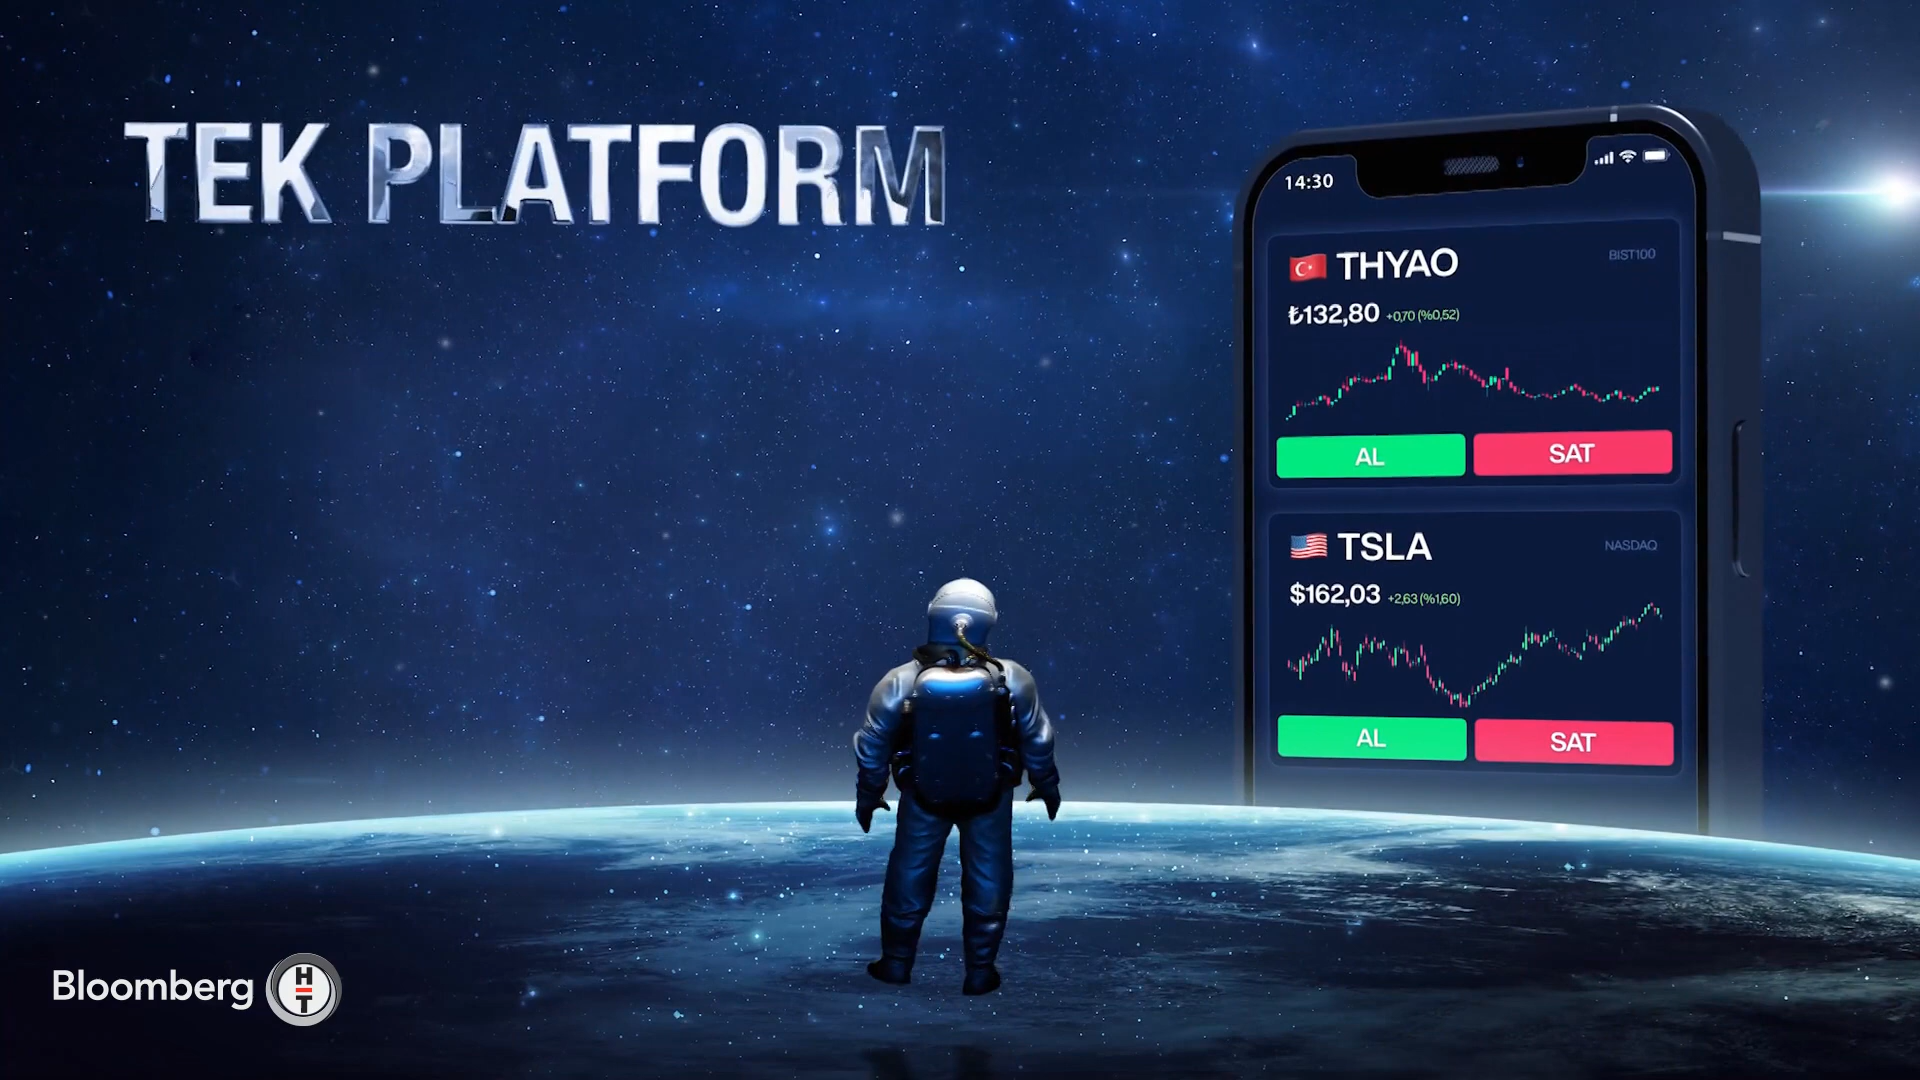 TEK PLATFORM
14:30
THYAO
BIST100
₺132,80 +0,70 (%0,52)
AL
SAT
TSLA
NASDAQ
$162,03 +2,63 (%1,60)
AL
SAT
Bloomberg HT